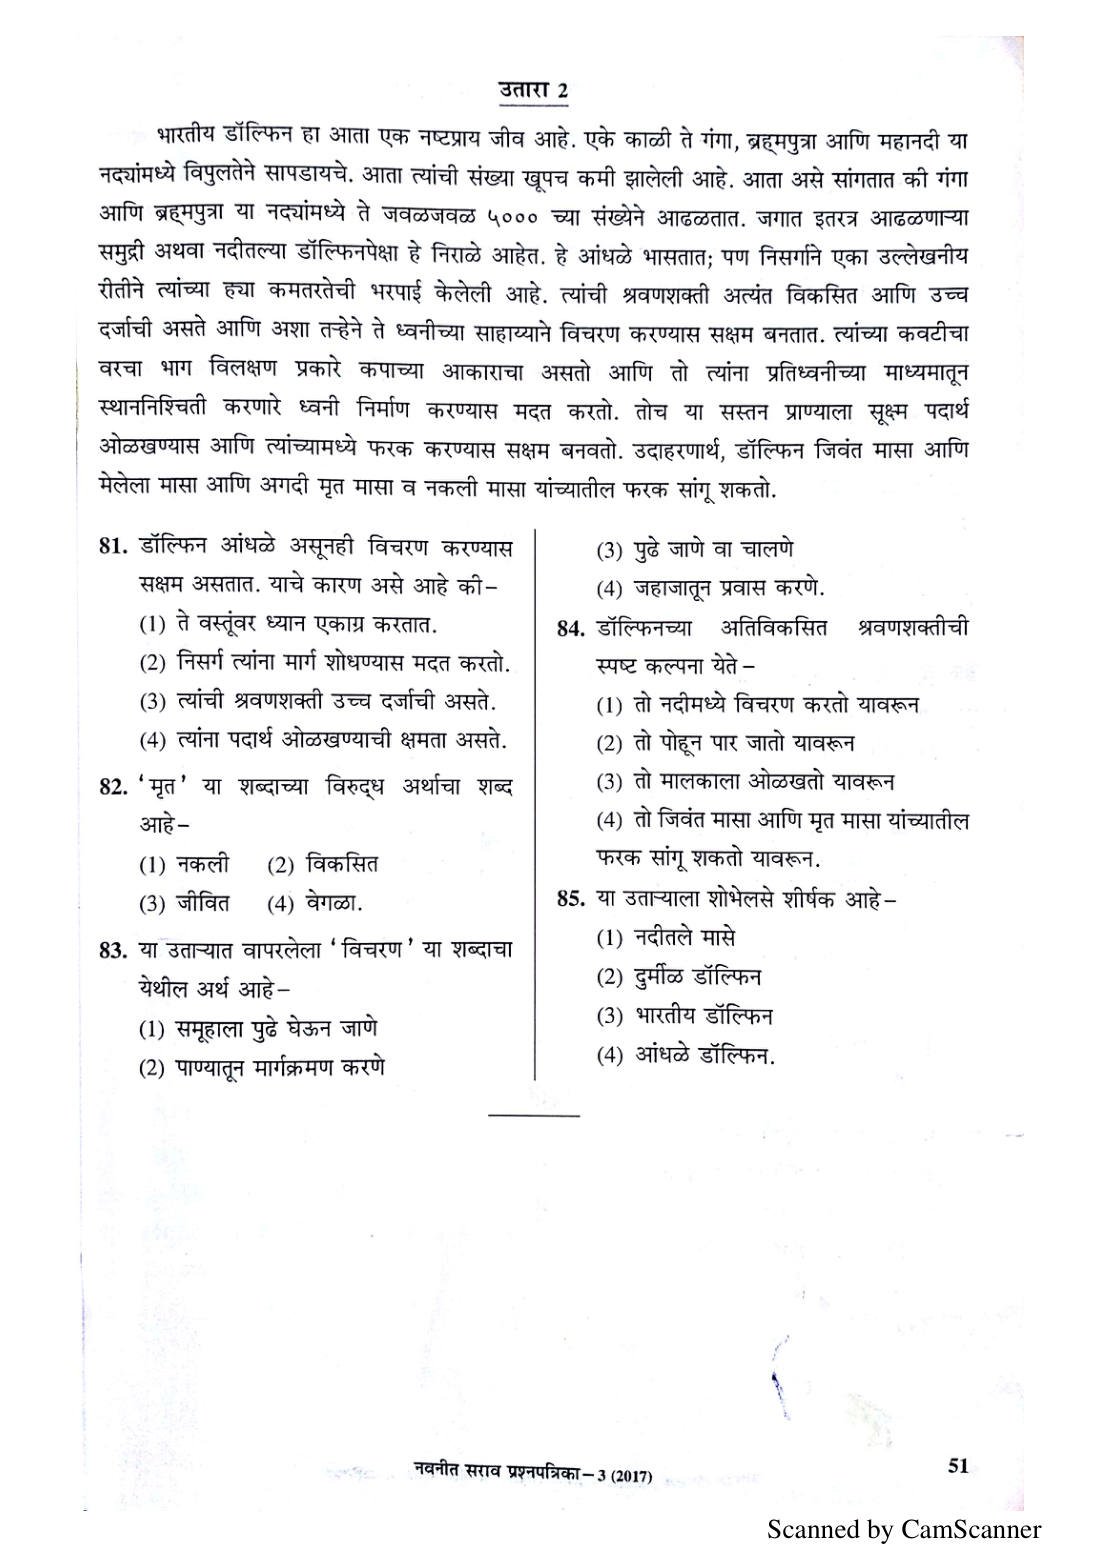 उतारा 2
भारतीय डॉल्फिन हा आता एक नष्टप्राय जीव आहे. एके काळी ते गंगा, ब्रह्मपुत्रा आणि महानदी या
नद्यांमध्ये विपुलतेने सापडायचे. आता त्यांची संख्या खूपच कमी झालेली आहे. आता असे सांगतात की गंगा
आणि ब्रह्मपुत्रा या नद्यांमध्ये ते जवळजवळ ५००० च्या संख्येने आढळतात. जगात इतरत्र आढळणाऱ्या
समुद्री अथवा नदीतल्या डॉल्फिनपेक्षा हे निराळे आहेत. हे आंधळे भासतात; पण निसर्गाने एका उल्लेखनीय
रीतीने त्यांच्या ह्या कमतरतेची भरपाई केलेली आहे. त्यांची श्रवणशक्ती अत्यंत विकसित आणि उच्च
दर्जाची असते आणि अशा तऱ्हेने ते ध्वनीच्या साहाय्याने विचरण करण्यास सक्षम बनतात. त्यांच्या कवटीचा
वरचा भाग विलक्षण प्रकारे कपाच्या आकाराचा असतो आणि तो त्यांना प्रतिध्वनीच्या माध्यमातून
स्थाननिश्चिती करणारे ध्वनी निर्माण करण्यास मदत करतो. तोच या सस्तन प्राण्याला सूक्ष्म पदार्थ
ओळखण्यास आणि त्यांच्यामध्ये फरक करण्यास सक्षम बनवतो. उदाहरणार्थ, डॉल्फिन जिवंत मासा आणि
मेलेला मासा आणि अगदी मृत मासा व नकली मासा यांच्यातील फरक सांगू शकतो.
81. डॉल्फिन आंधळे असूनही विचरण करण्यास
सक्षम असतात. याचे कारण असे आहे की–
(1) ते वस्तूंवर ध्यान एकाग्र करतात.
(2) निसर्ग त्यांना मार्ग शोधण्यास मदत करतो.
(3) त्यांची श्रवणशक्ती उच्च दर्जाची असते.
(4) त्यांना पदार्थ ओळखण्याची क्षमता असते.
82. ‘मृत’ या शब्दाच्या विरुद्ध अर्थाचा शब्द
आहे–
(1) नकली (2) विकसित
(3) जीवित (4) वेगळा.
83. या उताऱ्यात वापरलेला ‘विचरण’ या शब्दाचा
येथील अर्थ आहे–
(1) समूहाला पुढे घेऊन जाणे
(2) पाण्यातून मार्गक्रमण करणे
(3) पुढे जाणे वा चालणे
(4) जहाजातून प्रवास करणे.
84. डॉल्फिनच्या अतिविकसित श्रवणशक्तीची
स्पष्ट कल्पना येते –
(1) तो नदीमध्ये विचरण करतो यावरून
(2) तो पोहून पार जातो यावरून
(3) तो मालकाला ओळखतो यावरून
(4) तो जिवंत मासा आणि मृत मासा यांच्यातील
फरक सांगू शकतो यावरून.
85. या उताऱ्याला शोभेलसे शीर्षक आहे–
(1) नदीतले मासे
(2) दुर्मीळ डॉल्फिन
(3) भारतीय डॉल्फिन
(4) आंधळे डॉल्फिन.
नवनीत सराव प्रश्नपत्रिका–3 (2017)
51
Scanned by CamScanner